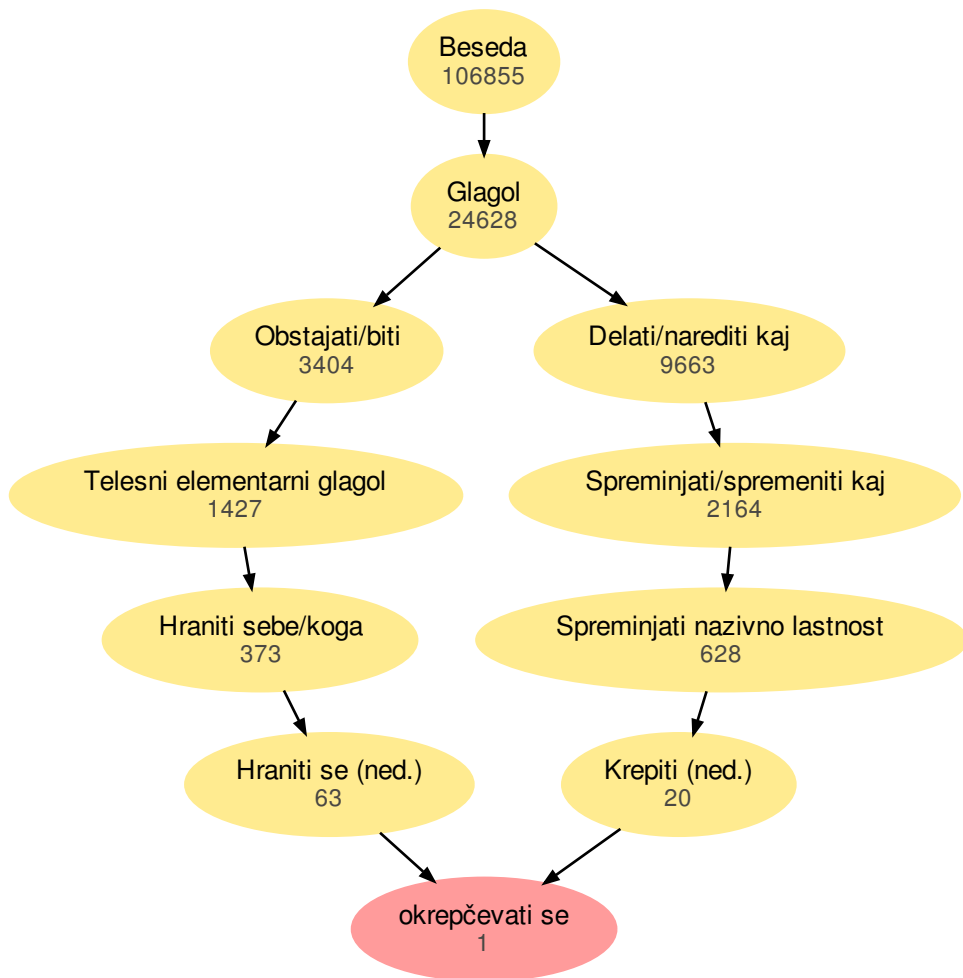 Beseda
106855
Glagol
24628
Obstajati/biti
3404
Delati/narediti kaj
9663
Telesni elementarni glagol
1427
Spreminjati/spremeniti kaj
2164
Hraniti sebe/koga
373
Spreminjati nazivno lastnost
628
Hraniti se (ned.)
63
Krepiti (ned.)
20
okrepčevati se
1